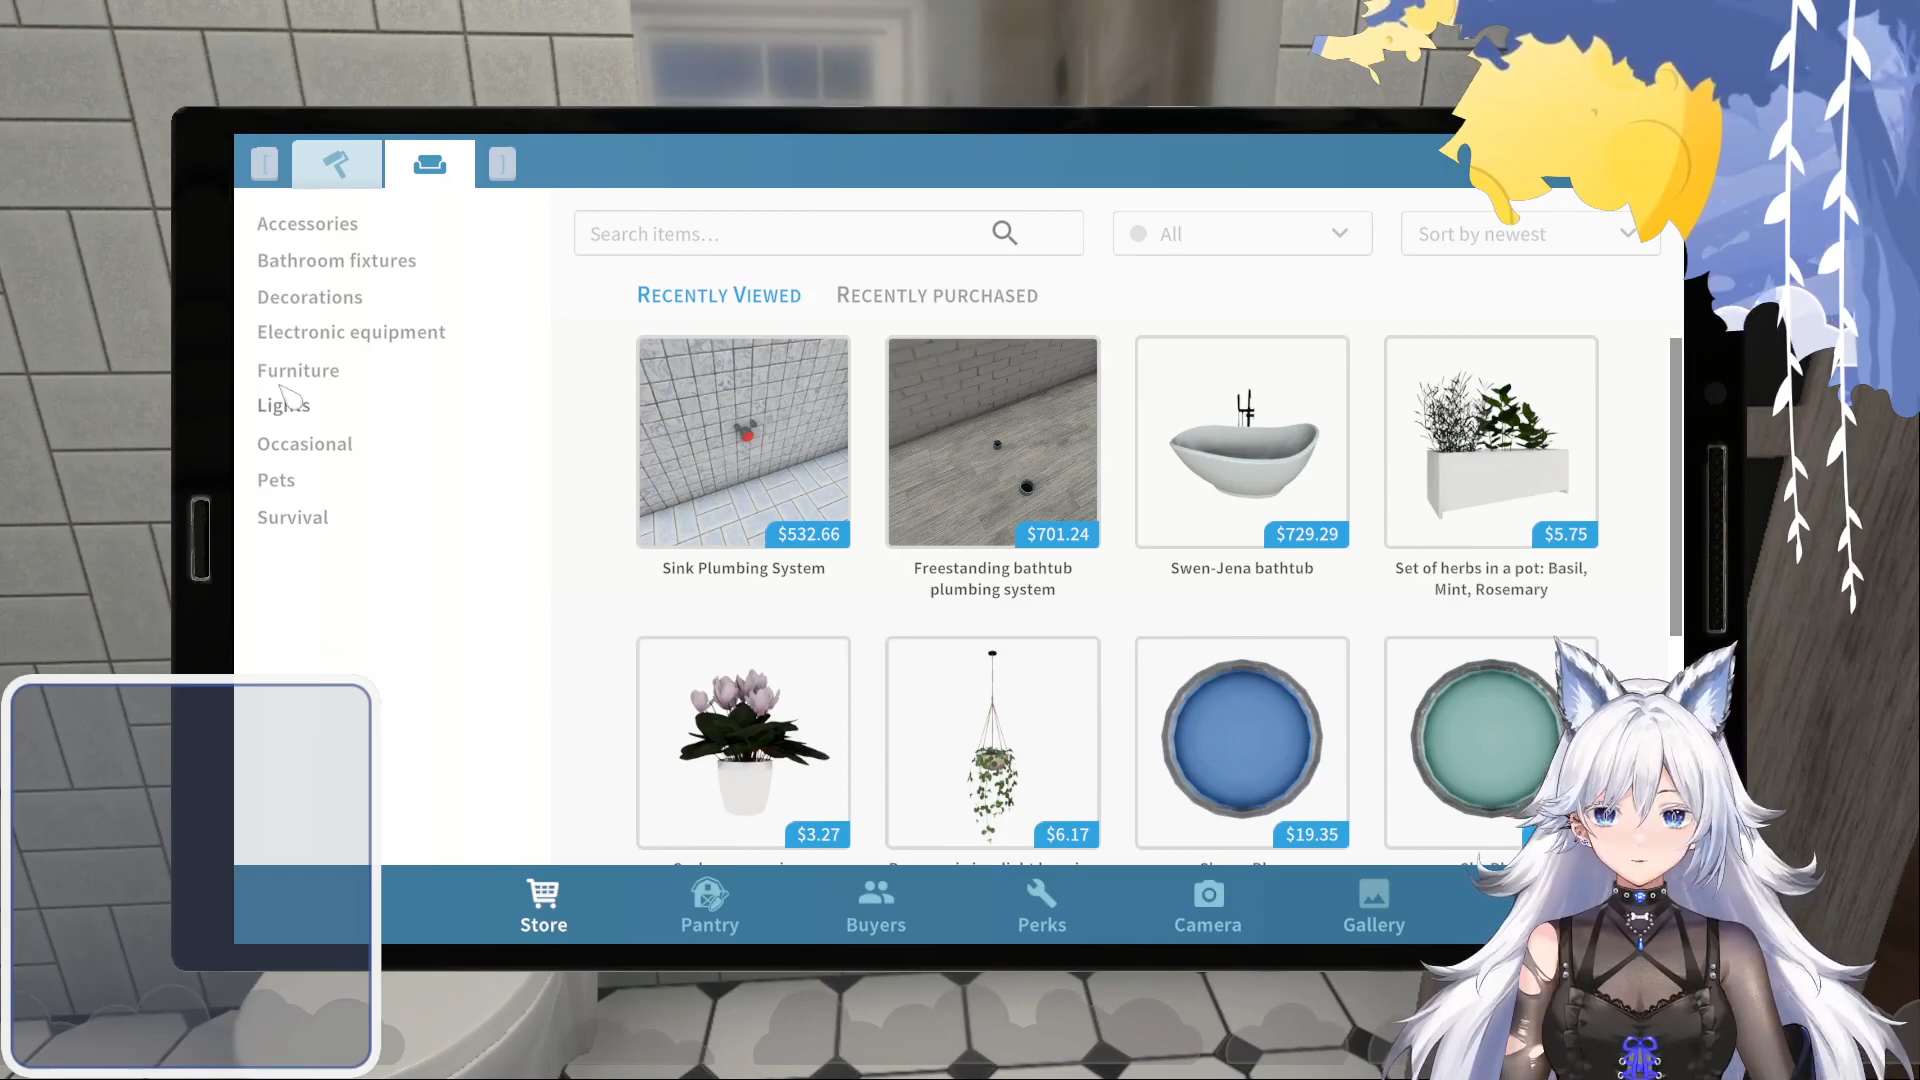 Accessories
Bathroom fixtures
Decorations
Electronic equipment
Furniture
Lights
Occasional
Pets
Survival
Search items...
All
Sort by newest
RECENTLY VIEWED
RECENTLY PURCHASED
$532.66
$701.24
$729.29
$5.75
Sink Plumbing System
Freestanding bathtub
plumbing system
Swen-Jena bathtub
Set of herbs in a pot: Basil,
Mint, Rosemary
$3.27
$6.17
$19.35
Store
Pantry
Buyers
Perks
Camera
Gallery